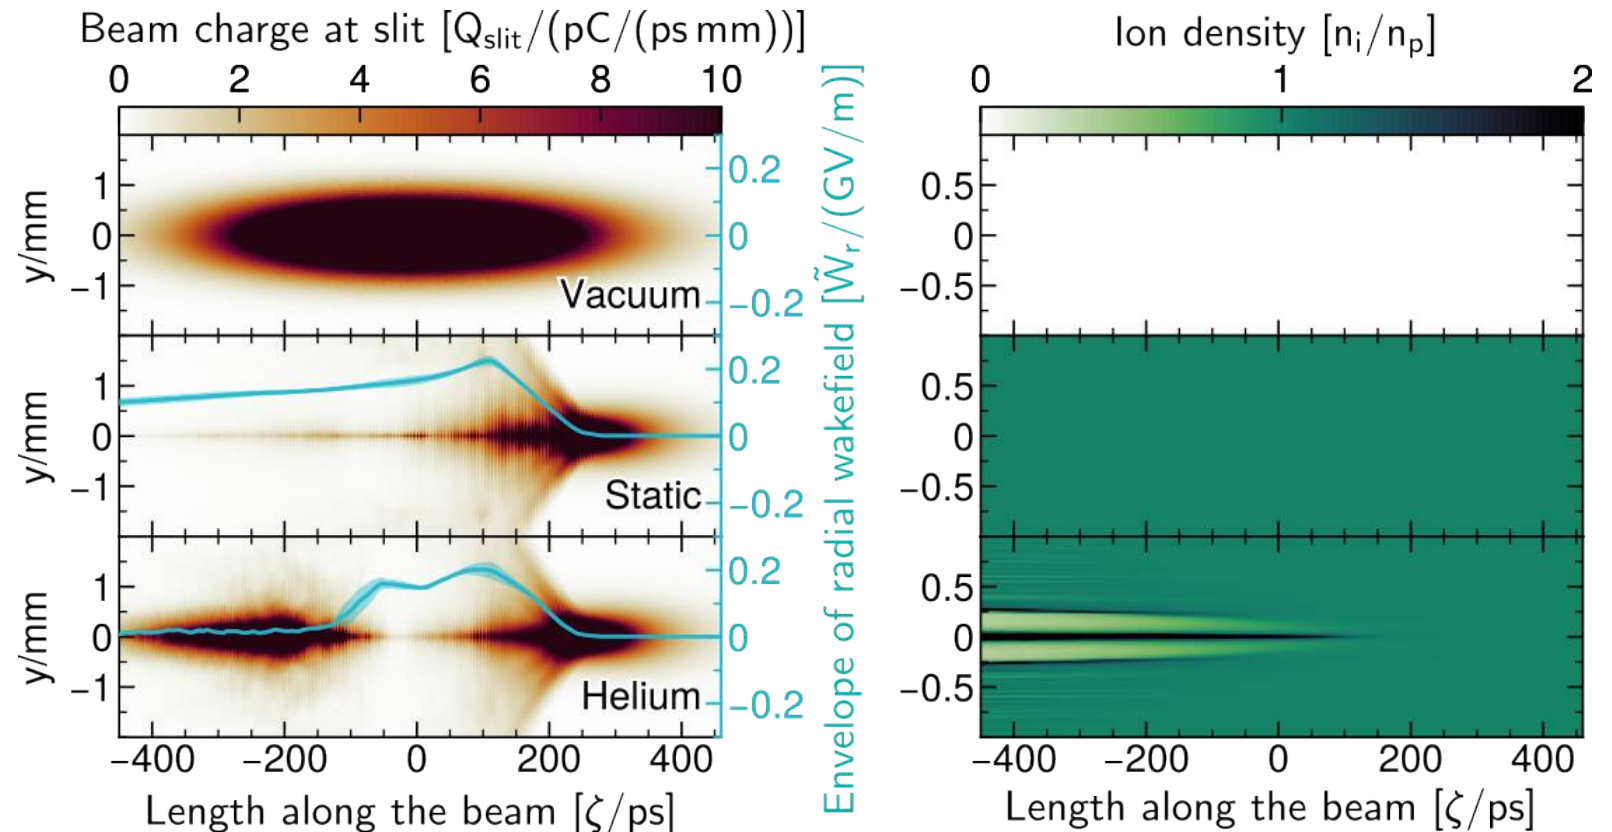 Beam charge at slit [Qslit/(pC/(ps mm))]
0 2 4 6 8 10
Ion density [ni/np]
0 1 2
y/mm
1
0
−1
Vacuum
0.2
0
−0.2
0.5
0
−0.5
y/mm
1
0
−1
Static
0.2
0
−0.2
0.5
0
−0.5
y/mm
1
0
−1
Helium
0.2
0
−0.2
0.5
0
−0.5
Envelope of radial wakefield [W̃r/(GV/m)]
−400 −200 0 200 400
Length along the beam [ζ/ps]
−400 −200 0 200 400
Length along the beam [ζ/ps]